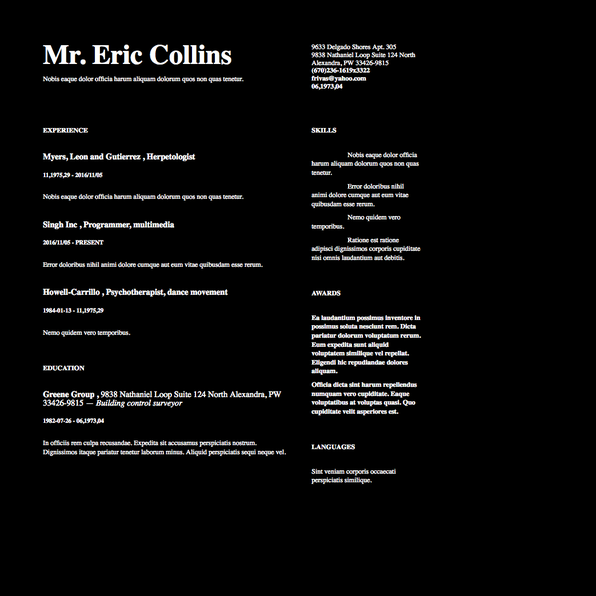 Mr. Eric Collins
Nobis eaque dolor officia harum aliquam dolorum quos non quas tenetur.
9633 Delgado Shores Apt. 305
9838 Nathaniel Loop Suite 124 North
Alexandra, PW 33426-9815
(670)236-1619x3322
frivas@yahoo.com
06,1973,04
EXPERIENCE
Myers, Leon and Gutierrez , Herpetologist
11,1975,29 - 2016/11/05
Nobis eaque dolor officia harum aliquam dolorum quos non quas tenetur.
Singh Inc , Programmer, multimedia
2016/11/05 - PRESENT
Error doloribus nihil animi dolore cumque aut eum vitae quibusdam esse rerum.
Howell-Carrillo , Psychotherapist, dance movement
1984-01-13 - 11,1975,29
Nemo quidem vero temporibus.
EDUCATION
Greene Group , 9838 Nathaniel Loop Suite 124 North Alexandra, PW
33426-9815 — Building control surveyor
1982-07-26 - 06,1973,04
In officiis rem culpa recusandae. Expedita sit accusamus perspiciatis nostrum.
Dignissimos itaque pariatur tenetur laborum minus. Aliquid perspiciatis sequi neque vel.
SKILLS
Nobis eaque dolor officia
harum aliquam dolorum quos non quas
tenetur.
Error doloribus nihil
animi dolore cumque aut eum vitae
quibusdam esse rerum.
Nemo quidem vero
temporibus.
Ratione est ratione
adipisci dignissimos corporis cupiditate
nisi omnis laudantium aut debitis.
AWARDS
Ea laudantium possimus inventore in
possimus soluta nesciunt rem. Dicta
pariatur dolorum voluptatum rerum.
Eum expedita sunt aliquid
voluptatem similique vel repellat.
Eligendi hic repudiandae dolores
aliquam.
Officia dicta sint harum repellendus
numquam vero cupiditate. Eaque
voluptatibus at voluptas quasi. Quo
cupiditate velit asperiores est.
LANGUAGES
Sint veniam corporis occaecati
perspiciatis similique.